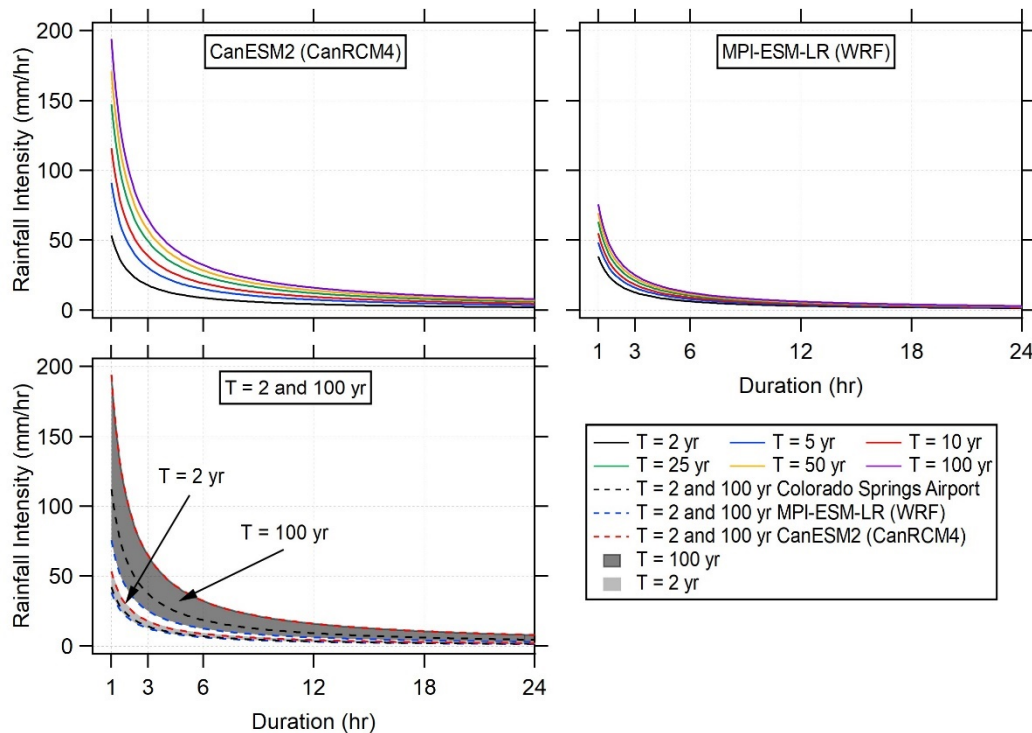 CanESM2 (CanRCM4)
Rainfall Intensity (mm/hr)
200
150
100
50
0
MPI-ESM-LR (WRF)
1 3 6 12 18 24
Duration (hr)
T = 2 and 100 yr
Rainfall Intensity (mm/hr)
200
150
100
50
0
T = 2 yr
T = 100 yr
1 3 6 12 18 24
Duration (hr)
T = 2 yr T = 5 yr T = 10 yr
T = 25 yr T = 50 yr T = 100 yr
T = 2 and 100 yr Colorado Springs Airport
T = 2 and 100 yr MPI-ESM-LR (WRF)
T = 2 and 100 yr CanESM2 (CanRCM4)
T = 100 yr
T = 2 yr